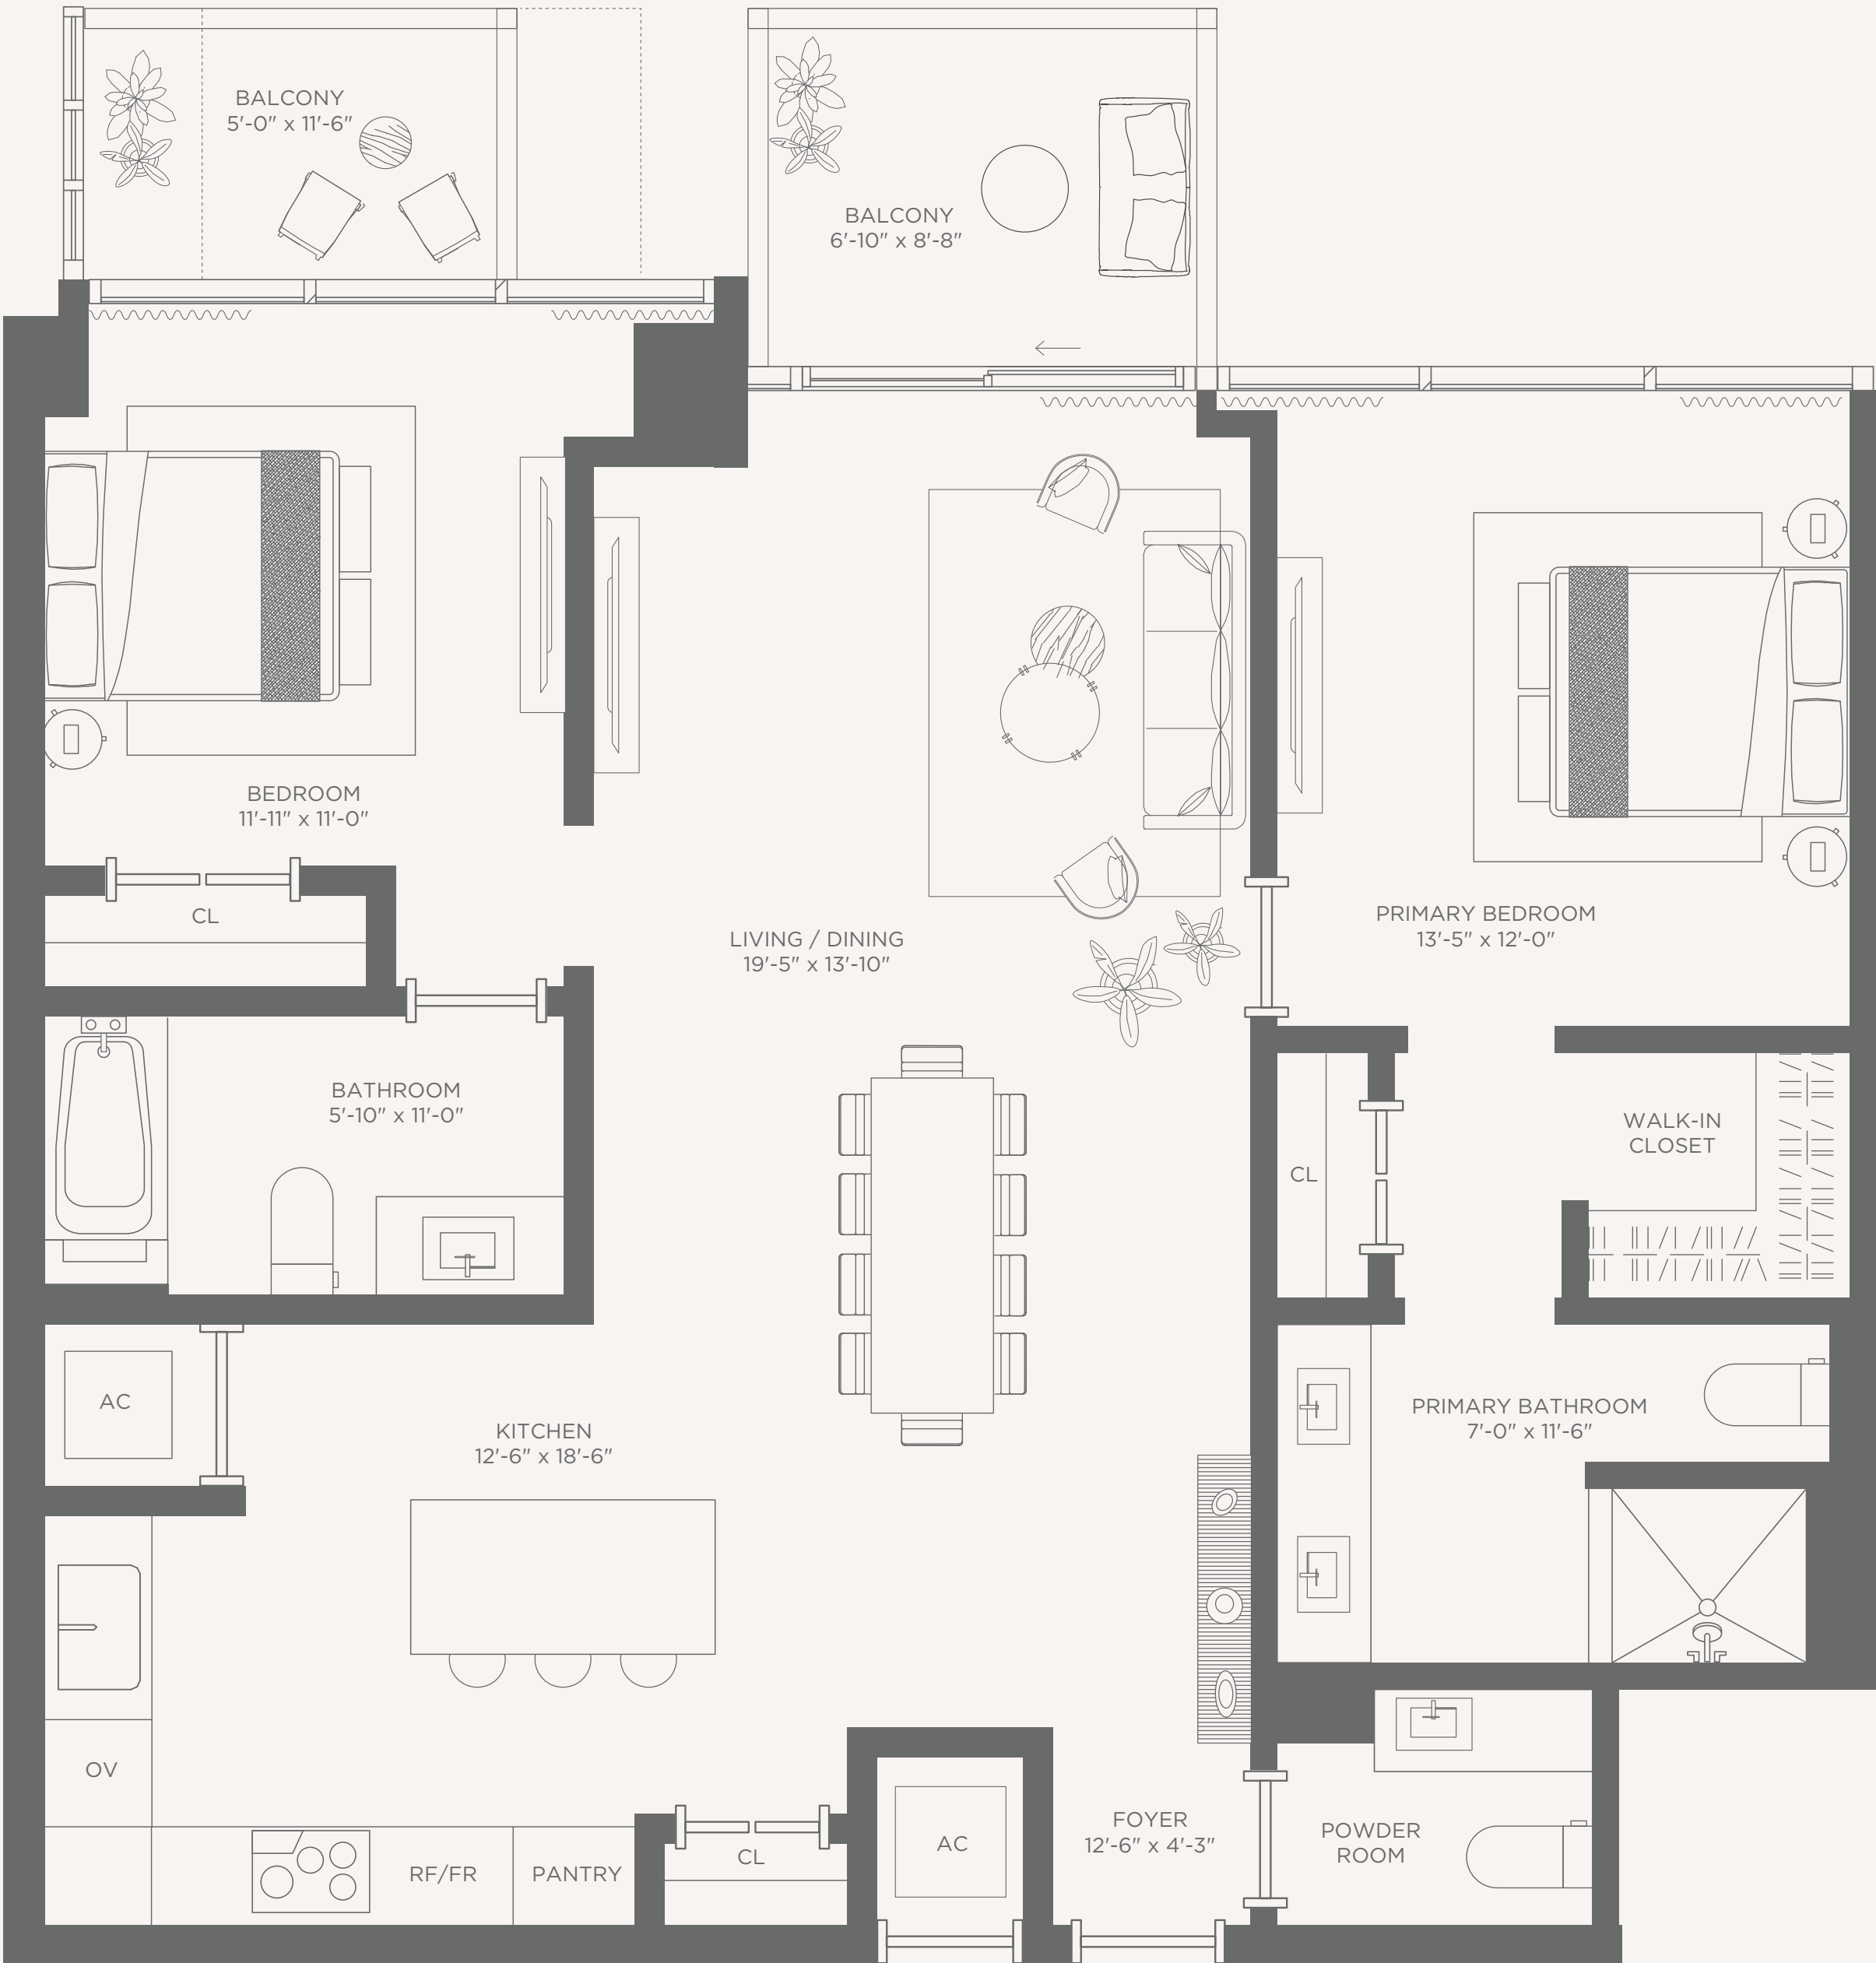 BALCONY
5'-0" x 11'-6"
BALCONY
6'-10" x 8'-8"
BEDROOM
11'-11" x 11'-0"
CL
LIVING / DINING
19'-5" x 13'-10"
PRIMARY BEDROOM
13'-5" x 12'-0"
BATHROOM
5'-10" x 11'-0"
WALK-IN
CLOSET
CL
AC
KITCHEN
12'-6" x 18'-6"
PRIMARY BATHROOM
7'-0" x 11'-6"
OV
RF/FR
PANTRY
CL
AC
FOYER
12'-6" x 4'-3"
POWDER
ROOM